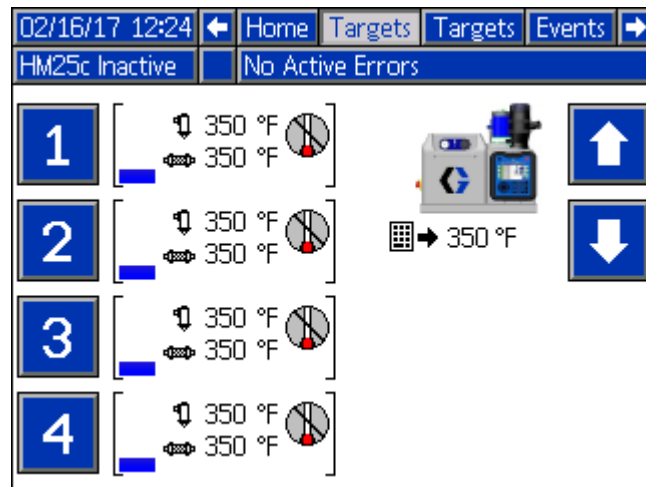 02/16/17 12:24 Home Targets Targets Events
HM25c Inactive No Active Errors
1 350 °F
350 °F
350 °F
2 350 °F
350 °F
3 350 °F
350 °F
4 350 °F
350 °F